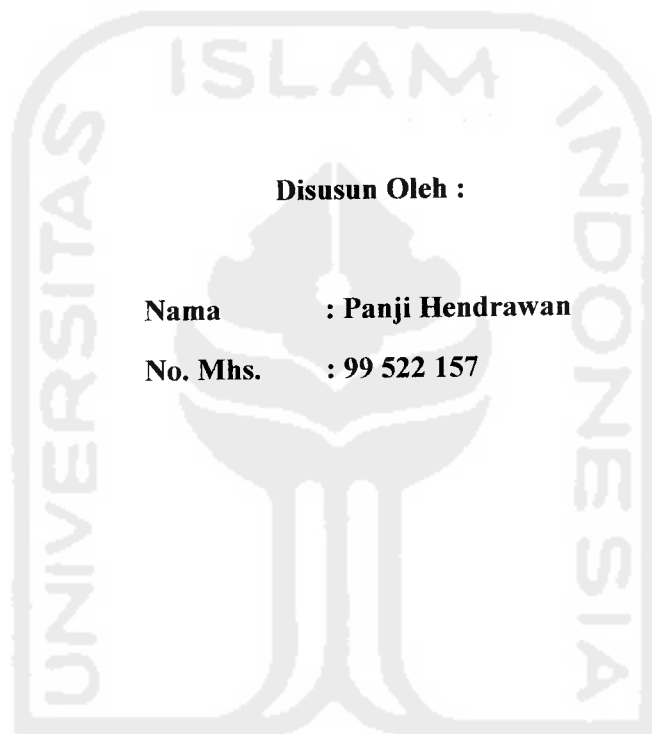 UNIVERSITAS ISLAM INDONESIA
Disusun Oleh :
Nama : Panji Hendrawan
No. Mhs. : 99 522 157